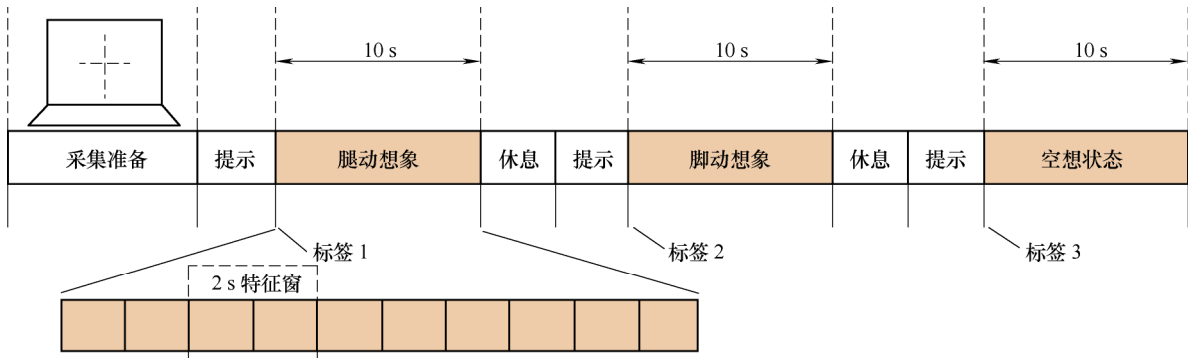 10 s
10 s
10 s
采集准备
提示
腿动想象
休息
提示
脚动想象
休息
提示
空想状态
标签 1
标签 2
标签 3
2 s 特征窗